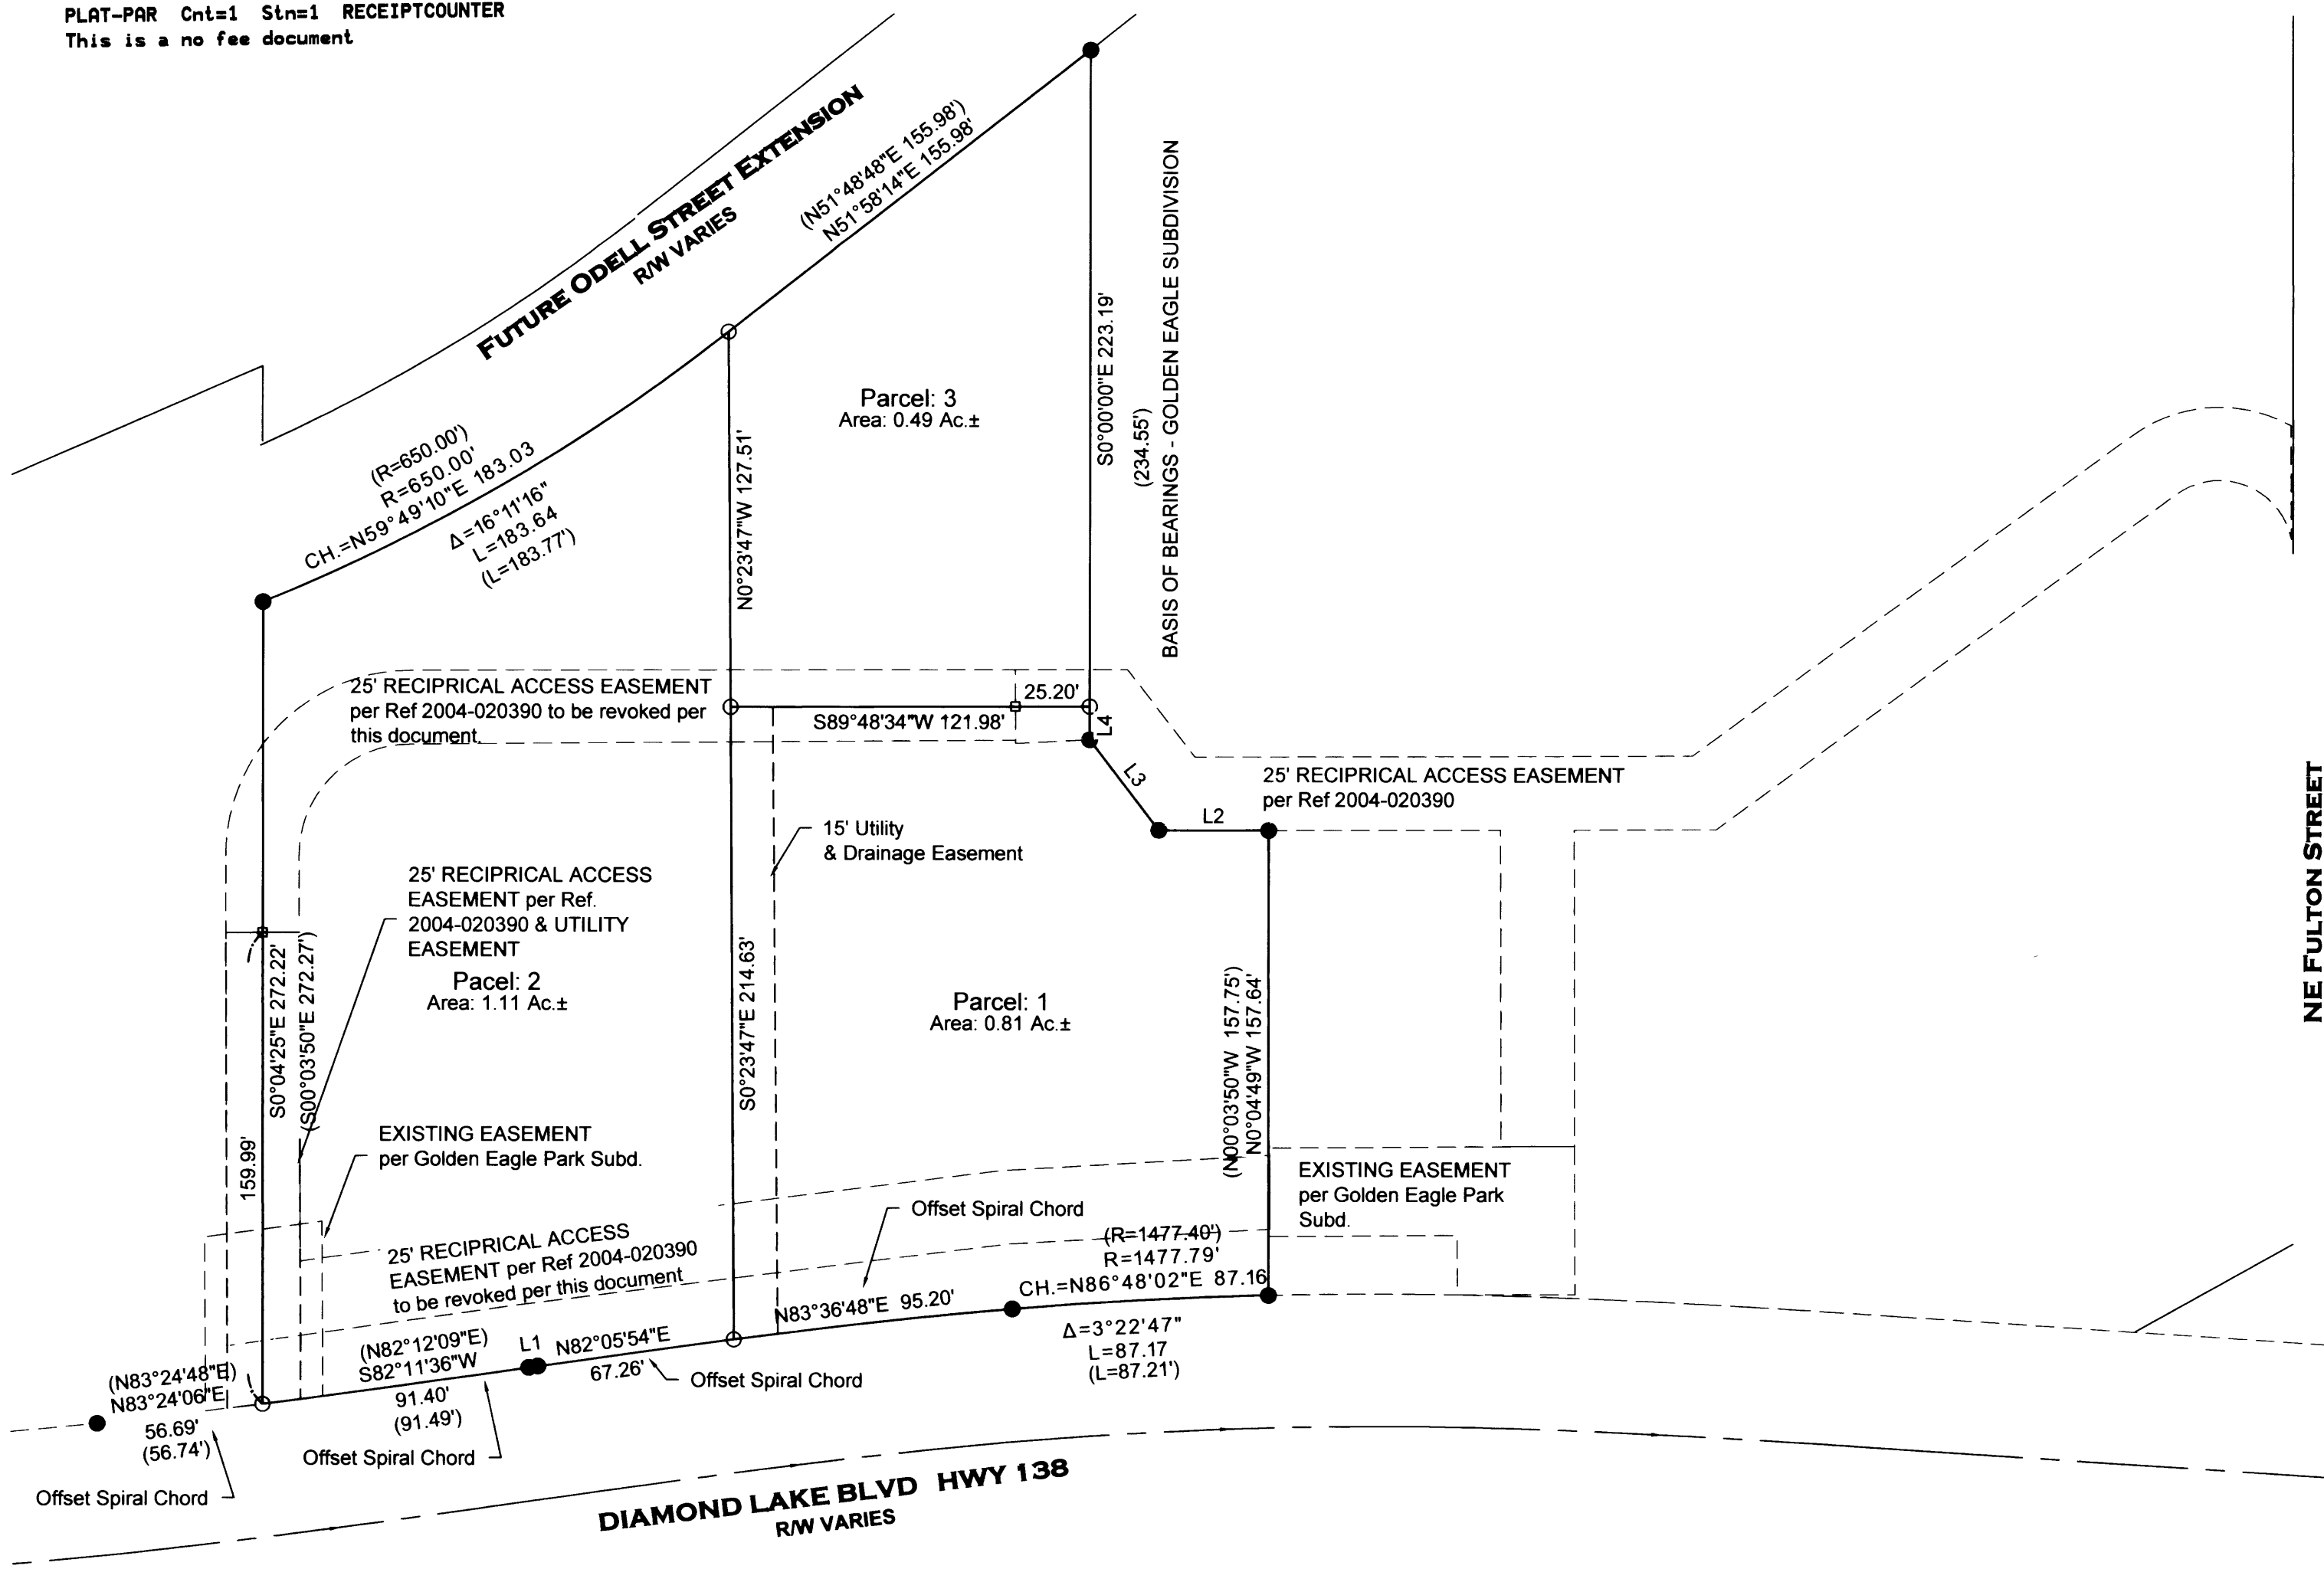 PLAT-PAR Cnt=1 Stn=1 RECEIPTCOUNTER
This is a no fee document
FUTURE ODELL STREET EXTENSION
R/W VARIES
(N51°48'48"E 155.98')
N51°58'14"E 155.98'
BASIS OF BEARINGS - GOLDEN EAGLE SUBDIVISION
S0°00'00"E 223.19'
(234.55')
Parcel: 3
Area: 0.49 Ac.±
(R=650.00')
R=650.00'
CH.=N59°49'10"E 183.03
Δ=16°11'16"
L=183.64
(L=183.77')
N0°23'47"W 127.51'
25' RECIPRICAL ACCESS EASEMENT
per Ref 2004-020390 to be revoked per
this document.
25.20'
S89°48'34"W 121.98'
L4
L3
L2
25' RECIPRICAL ACCESS EASEMENT
per Ref 2004-020390
15' Utility
& Drainage Easement
NE FULTON STREET
25' RECIPRICAL ACCESS
EASEMENT per Ref.
2004-020390 & UTILITY
EASEMENT
Pacel: 2
Area: 1.11 Ac.±
S0°04'25"E 272.22'
(S00°03'50"E 272.27')
159.99'
S0°23'47"E 214.63'
Parcel: 1
Area: 0.81 Ac.±
(N00°03'50"W 157.75')
N0°04'49"W 157.64'
EXISTING EASEMENT
per Golden Eagle Park Subd.
EXISTING EASEMENT
per Golden Eagle Park
Subd.
25' RECIPRICAL ACCESS
EASEMENT per Ref 2004-020390
to be revoked per this document
Offset Spiral Chord
(R=1477.40')
R=1477.79'
CH.=N86°48'02"E 87.16
Δ=3°22'47"
L=87.17
(L=87.21')
N83°36'48"E 95.20'
L1
N82°05'54"E
67.26'
Offset Spiral Chord
(N82°12'09"E)
S82°11'36"W
91.40'
(91.49')
Offset Spiral Chord
(N83°24'48"E)
N83°24'06"E
56.69'
(56.74')
Offset Spiral Chord
DIAMOND LAKE BLVD HWY 138
R/W VARIES